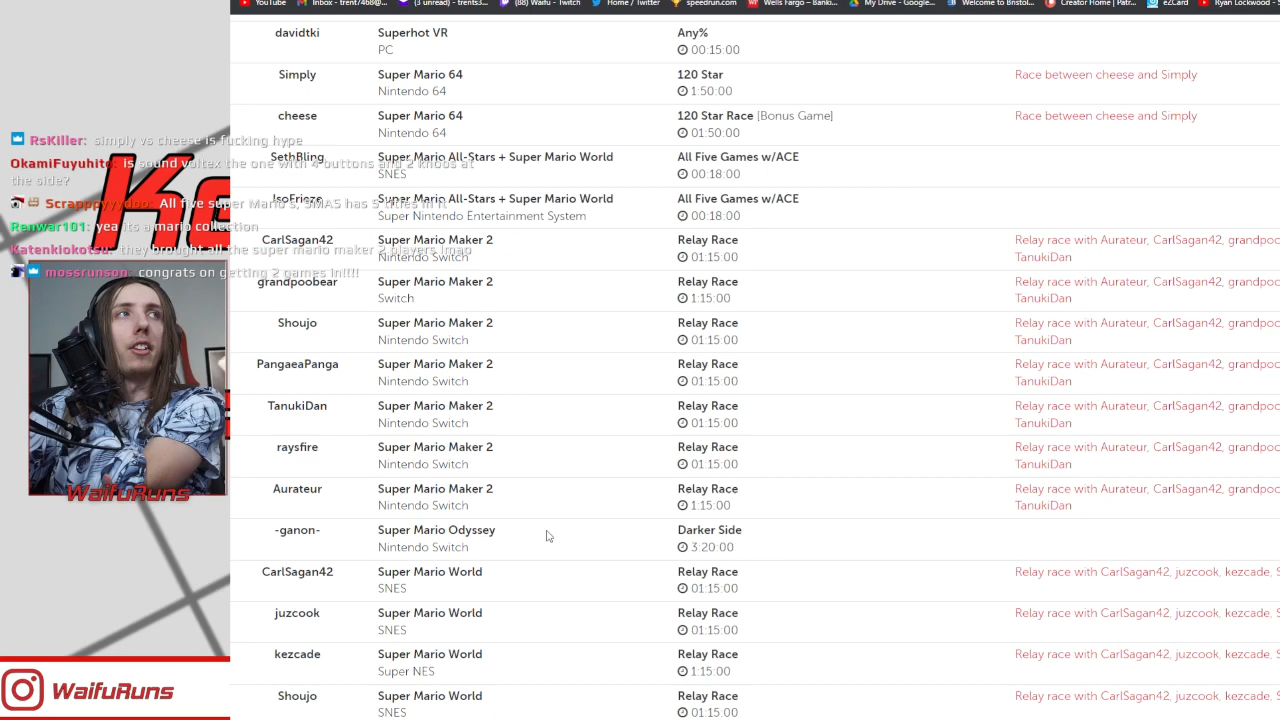 YouTube
Inbox - trent7468@...
(3 unread) - trents3...
(88) Waifu - Twitch
Home / Twitter
speedrun.com
Wells Fargo – Banki...
My Drive - Google...
Welcome to Bristol...
Creator Home | Patr...
eZCard
Ryan Lockwood - S
davidtki Superhot VR Any%
PC 00:15:00
Simply Super Mario 64 120 Star Race between cheese and Simply
Nintendo 64 1:50:00
cheese Super Mario 64 120 Star Race [Bonus Game] Race between cheese and Simply
Nintendo 64 01:50:00
SethBling Super Mario All-Stars + Super Mario World All Five Games w/ACE
SNES 00:18:00
IsoFrieze Super Mario All-Stars + Super Mario World All Five Games w/ACE
Super Nintendo Entertainment System 00:18:00
CarlSagan42 Super Mario Maker 2 Relay Race Relay race with Aurateur, CarlSagan42, grandpoo
Nintendo Switch 01:15:00 TanukiDan
grandpoobear Super Mario Maker 2 Relay Race Relay race with Aurateur, CarlSagan42, grandpoo
Switch 1:15:00 TanukiDan
Shoujo Super Mario Maker 2 Relay Race Relay race with Aurateur, CarlSagan42, grandpoo
Nintendo Switch 01:15:00 TanukiDan
PangaeaPanga Super Mario Maker 2 Relay Race Relay race with Aurateur, CarlSagan42, grandpoo
Nintendo Switch 01:15:00 TanukiDan
TanukiDan Super Mario Maker 2 Relay Race Relay race with Aurateur, CarlSagan42, grandpoo
Nintendo Switch 01:15:00 TanukiDan
raysfire Super Mario Maker 2 Relay Race Relay race with Aurateur, CarlSagan42, grandpoo
Nintendo Switch 01:15:00 TanukiDan
Aurateur Super Mario Maker 2 Relay Race Relay race with Aurateur, CarlSagan42, grandpoo
Nintendo Switch 1:15:00 TanukiDan
-ganon- Super Mario Odyssey Darker Side
Nintendo Switch 3:20:00
CarlSagan42 Super Mario World Relay Race Relay race with CarlSagan42, juzcook, kezcade, S
SNES 01:15:00
juzcook Super Mario World Relay Race Relay race with CarlSagan42, juzcook, kezcade, S
SNES 01:15:00
kezcade Super Mario World Relay Race Relay race with CarlSagan42, juzcook, kezcade, S
Super NES 1:15:00
Shoujo Super Mario World Relay Race Relay race with CarlSagan42, juzcook, kezcade, S
SNES 01:15:00
RsKiller: simply vs cheese is fucking hype
OkamiFuyuhito: is sound voltex the one with 4 buttons and 2 knobs at
the side?
Scrapppyyydoo: All five super Mario's, SMAS has 5 titles in it
Renwar101: yea its a mario collection
Katenkiokotsu: they brought all the super mario maker 2 players lmao
mossrunson: congrats on getting 2 games in!!!!
Ke
WaifuRuns
WaifuRuns